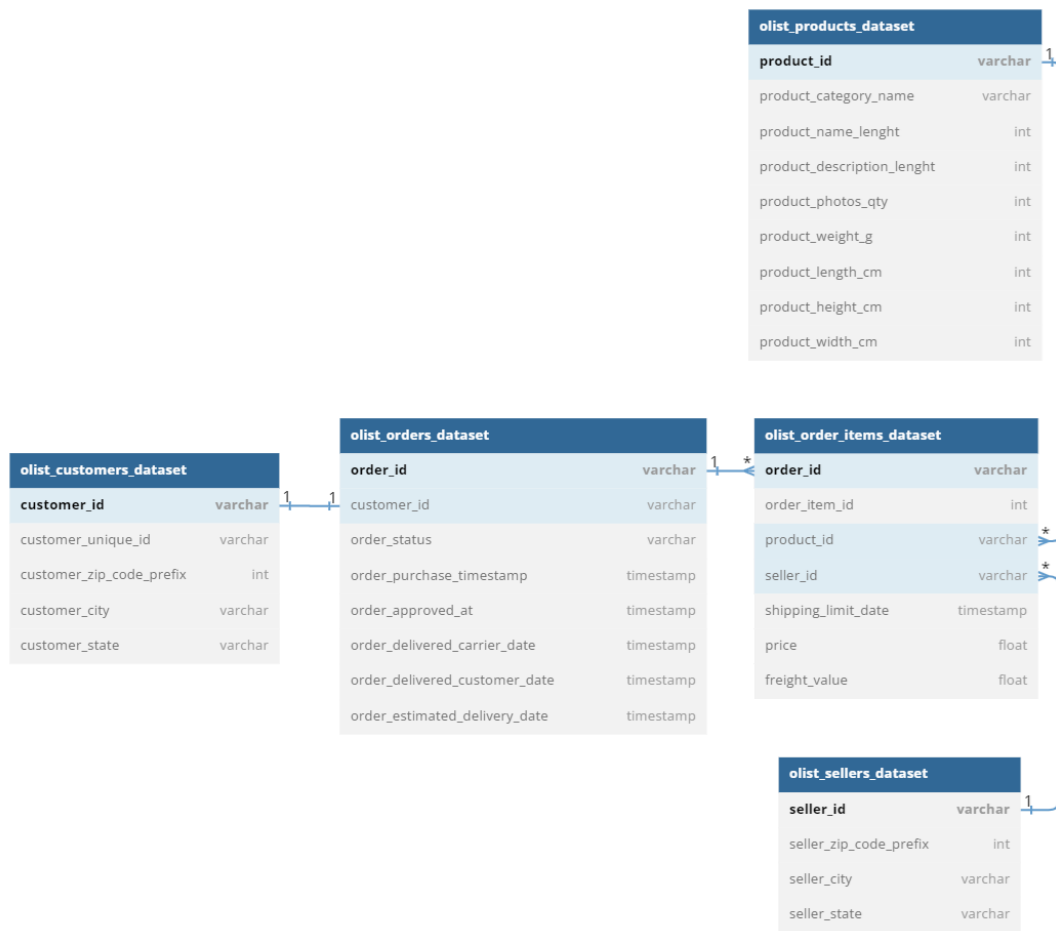 olist_products_dataset
product_id varchar 1
product_category_name varchar
product_name_lenght int
product_description_lenght int
product_photos_qty int
product_weight_g int
product_length_cm int
product_height_cm int
product_width_cm int
olist_customers_dataset
customer_id varchar 1
customer_unique_id varchar
customer_zip_code_prefix int
customer_city varchar
customer_state varchar
olist_orders_dataset
order_id varchar 1
1 customer_id varchar
order_status varchar
order_purchase_timestamp timestamp
order_approved_at timestamp
order_delivered_carrier_date timestamp
order_delivered_customer_date timestamp
order_estimated_delivery_date timestamp
olist_order_items_dataset
* order_id varchar
order_item_id int
product_id varchar *
seller_id varchar *
shipping_limit_date timestamp
price float
freight_value float
olist_sellers_dataset
seller_id varchar 1
seller_zip_code_prefix int
seller_city varchar
seller_state varchar